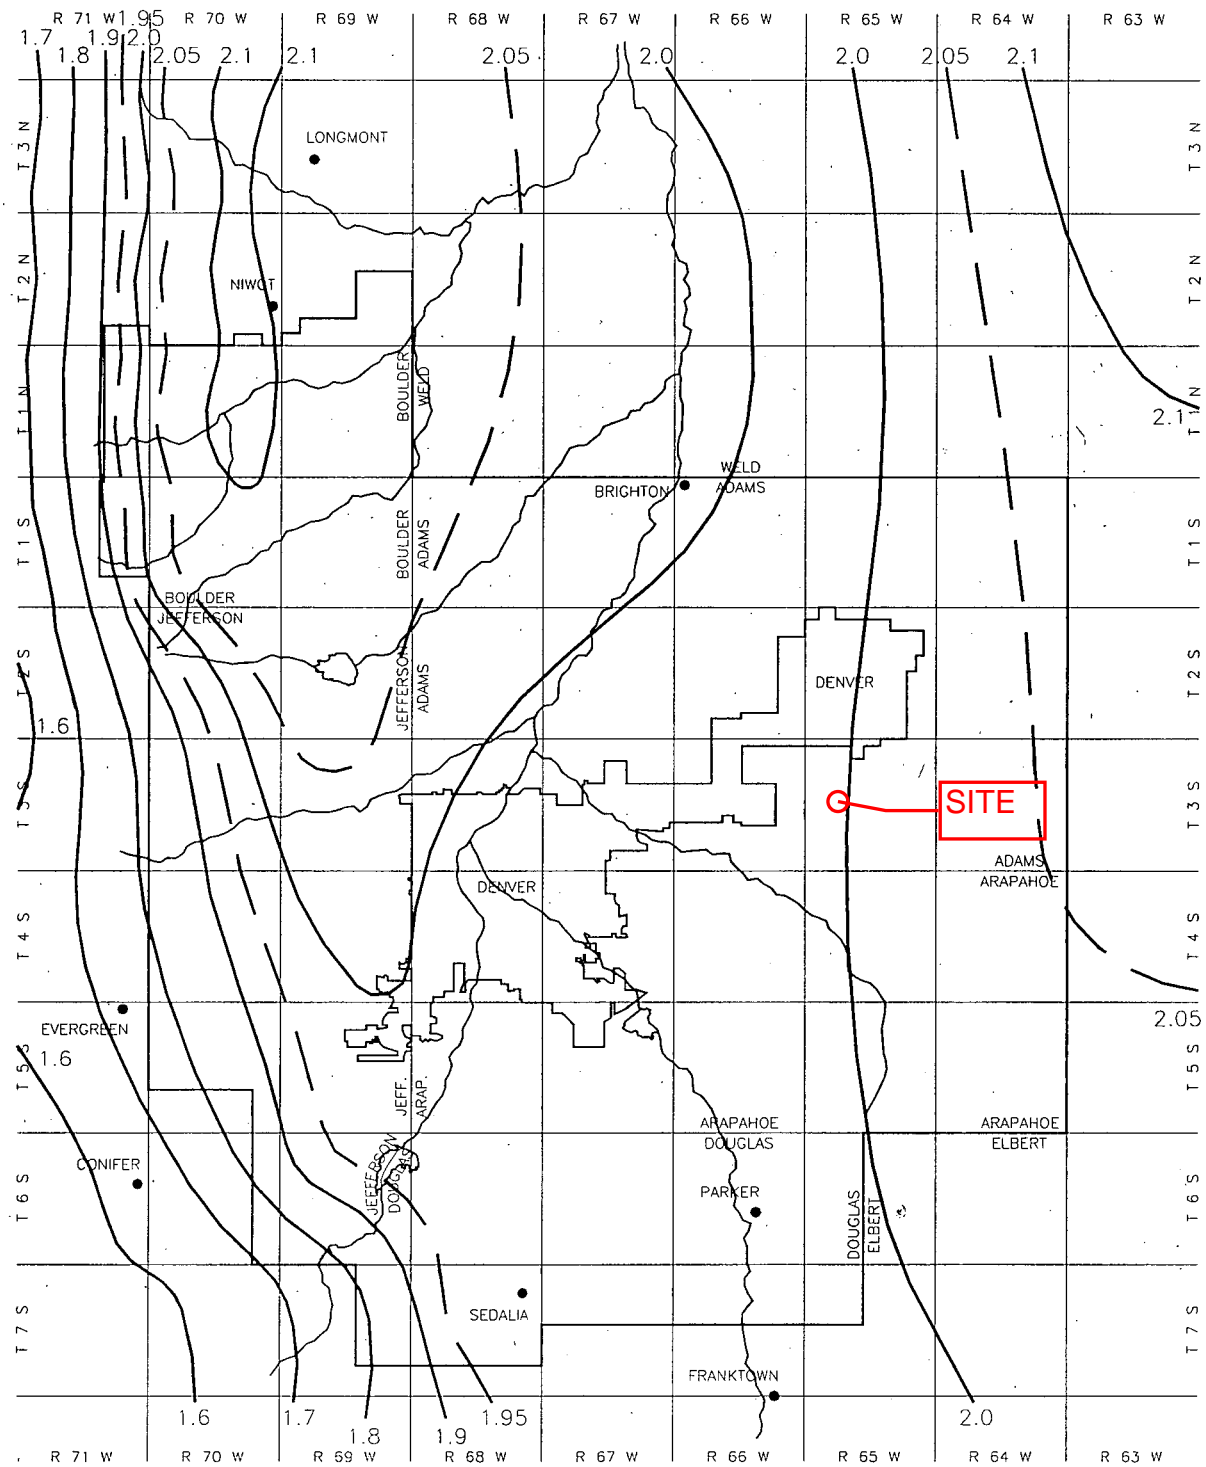 R 71 W
1.95
R 70 W
R 69 W
R 68 W
R 67 W
R 66 W
R 65 W
R 64 W
R 63 W
1.7
1.8
1.9
2.0
2.05
2.1
2.1
2.05
2.0
2.0
2.05
2.1
T 3 N
LONGMONT
T 3 N
T 2 N
NIWOT
T 2 N
T 1 N
BOULDER
WELD
2.1
T 1 N
BRIGHTON
WELD
ADAMS
T 1 S
BOULDER
ADAMS
T 1 S
BOULDER
JEFFERSON
T 2 S
JEFFERSON
ADAMS
DENVER
T 2 S
1.6
T 3 S
SITE
T 3 S
ADAMS
ARAPAHOE
DENVER
T 4 S
T 4 S
EVERGREEN
2.05
1.6
T 5 S
JEFF.
ARAP.
T 5 S
ARAPAHOE
DOUGLAS
ARAPAHOE
ELBERT
CONIFER
JEFFERSON
DOUGLAS
PARKER
T 6 S
DOUGLAS
ELBERT
T 6 S
T 7 S
SEDALIA
T 7 S
FRANKTOWN
1.6
1.7
1.8
1.9
1.95
2.0
R 71 W
R 70 W
R 69 W
R 68 W
R 67 W
R 66 W
R 65 W
R 64 W
R 63 W